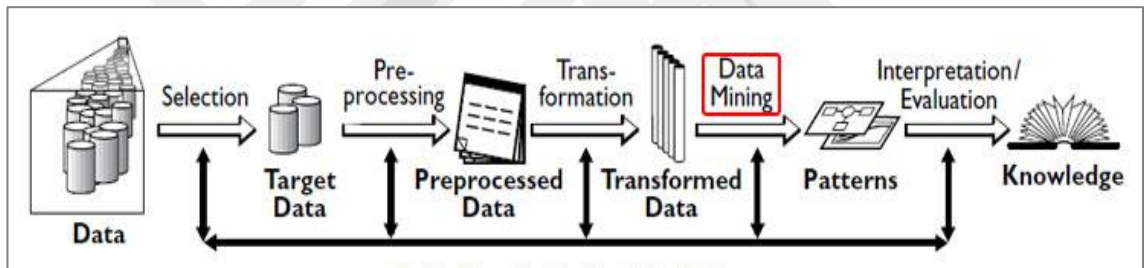 Selection
Pre-
processing
Trans-
formation
Data
Mining
Interpretation/
Evaluation
Data
Target
Data
Preprocessed
Data
Transformed
Data
Patterns
Knowledge